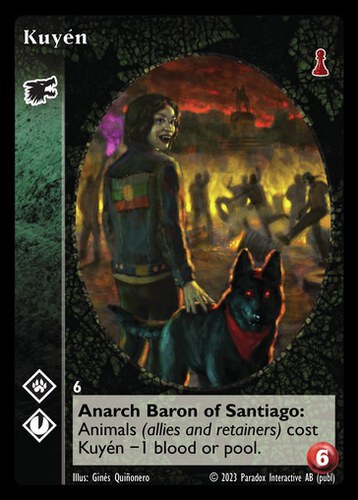 Kuyén
6
Anarch Baron of Santiago:
Animals (allies and retainers) cost
Kuyén −1 blood or pool.
6
Illus: Ginés Quiñonero
© 2023 Paradox Interactive AB (publ)